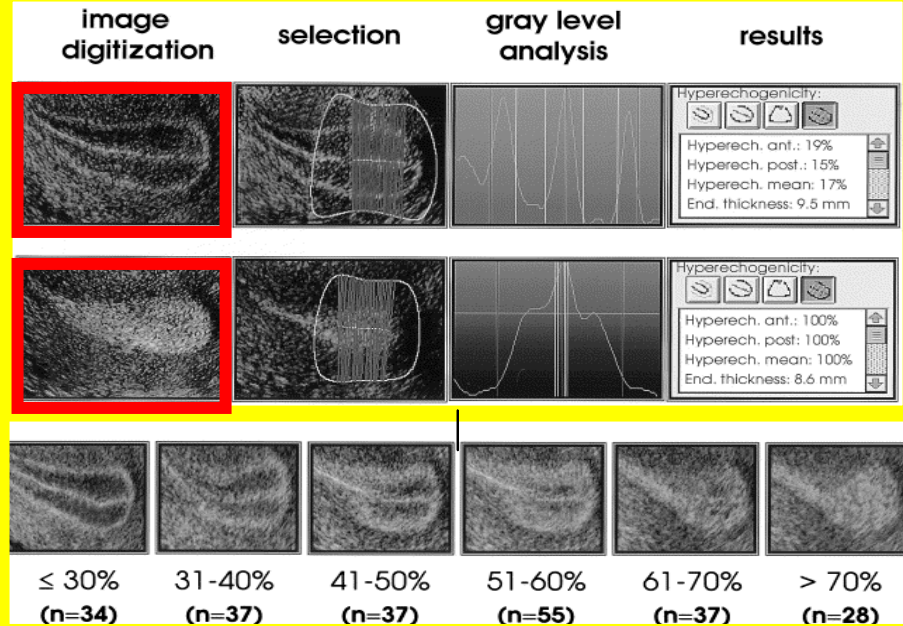 image
digitization
selection
gray level
analysis
results
Hyperechogenicity:
Hyperech. ant.: 19%
Hyperech. post.: 15%
Hyperech. mean: 17%
End. thickness: 9.5 mm
Hyperechogenicity:
Hyperech. ant.: 100%
Hyperech. post: 100%
Hyperech. mean: 100%
End. thickness: 8.6 mm
≤ 30% 31-40% 41-50% 51-60% 61-70% > 70%
(n=34) (n=37) (n=37) (n=55) (n=37) (n=28)